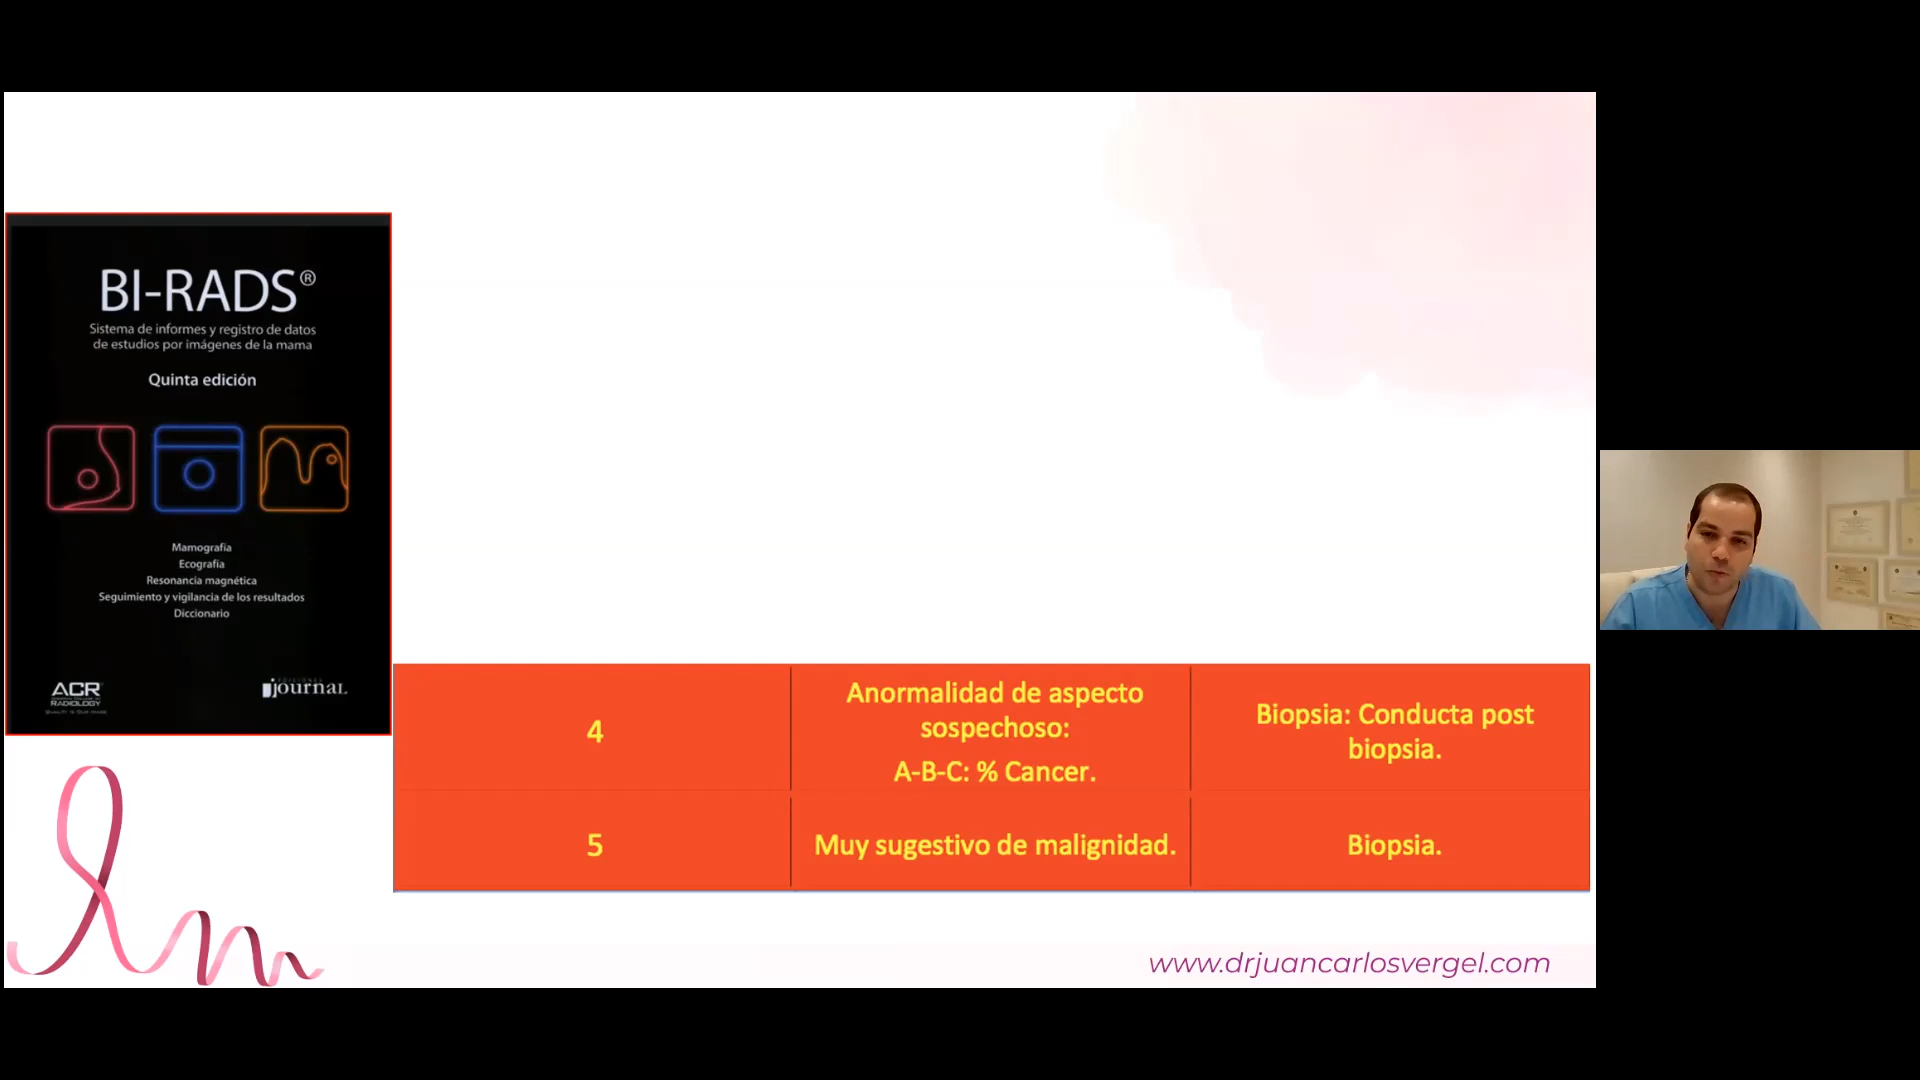 BI-RADS®
Sistema de informes y registro de datos
de estudios por imágenes de la mama
Quinta edición
Mamografía
Ecografía
Resonancia magnética
Seguimiento y vigilancia de los resultados
Diccionario
ACR
RADIOLOGY
EDICIONES
journal
4
Anormalidad de aspecto
sospechoso:
A-B-C: % Cancer.
Biopsia: Conducta post
biopsia.
5
Muy sugestivo de malignidad.
Biopsia.
www.drjuancarlosvergel.com